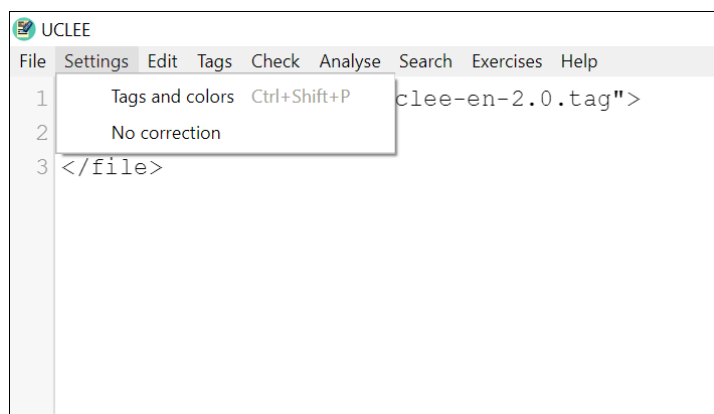 UCLEE
File Settings Edit Tags Check Analyse Search Exercises Help
Tags and colors Ctrl+Shift+P
No correction
1 clee-en-2.0.tag">
2
3 </file>